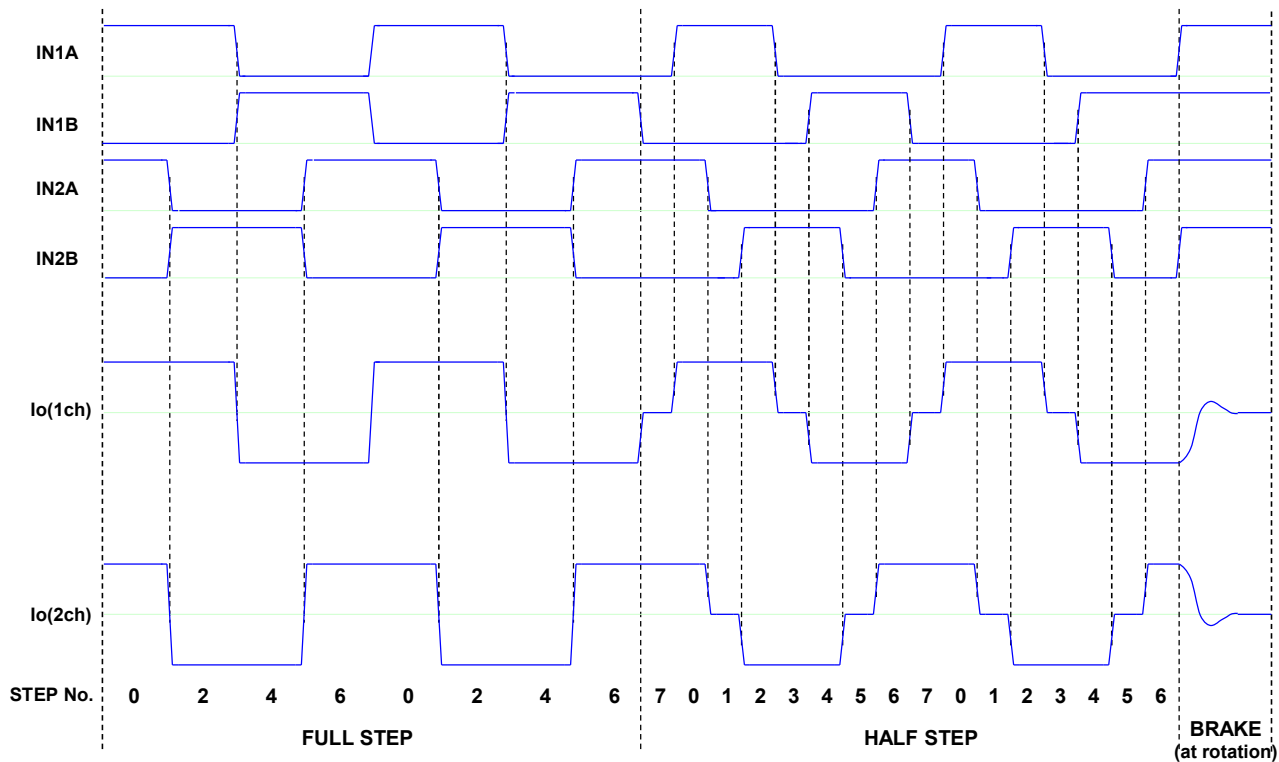 IN1A
IN1B
IN2A
IN2B
Io(1ch)
Io(2ch)
STEP No. 0 2 4 6 0 2 4 6 7 0 1 2 3 4 5 6 7 0 1 2 3 4 5 6
FULL STEP HALF STEP BRAKE
(at rotation)